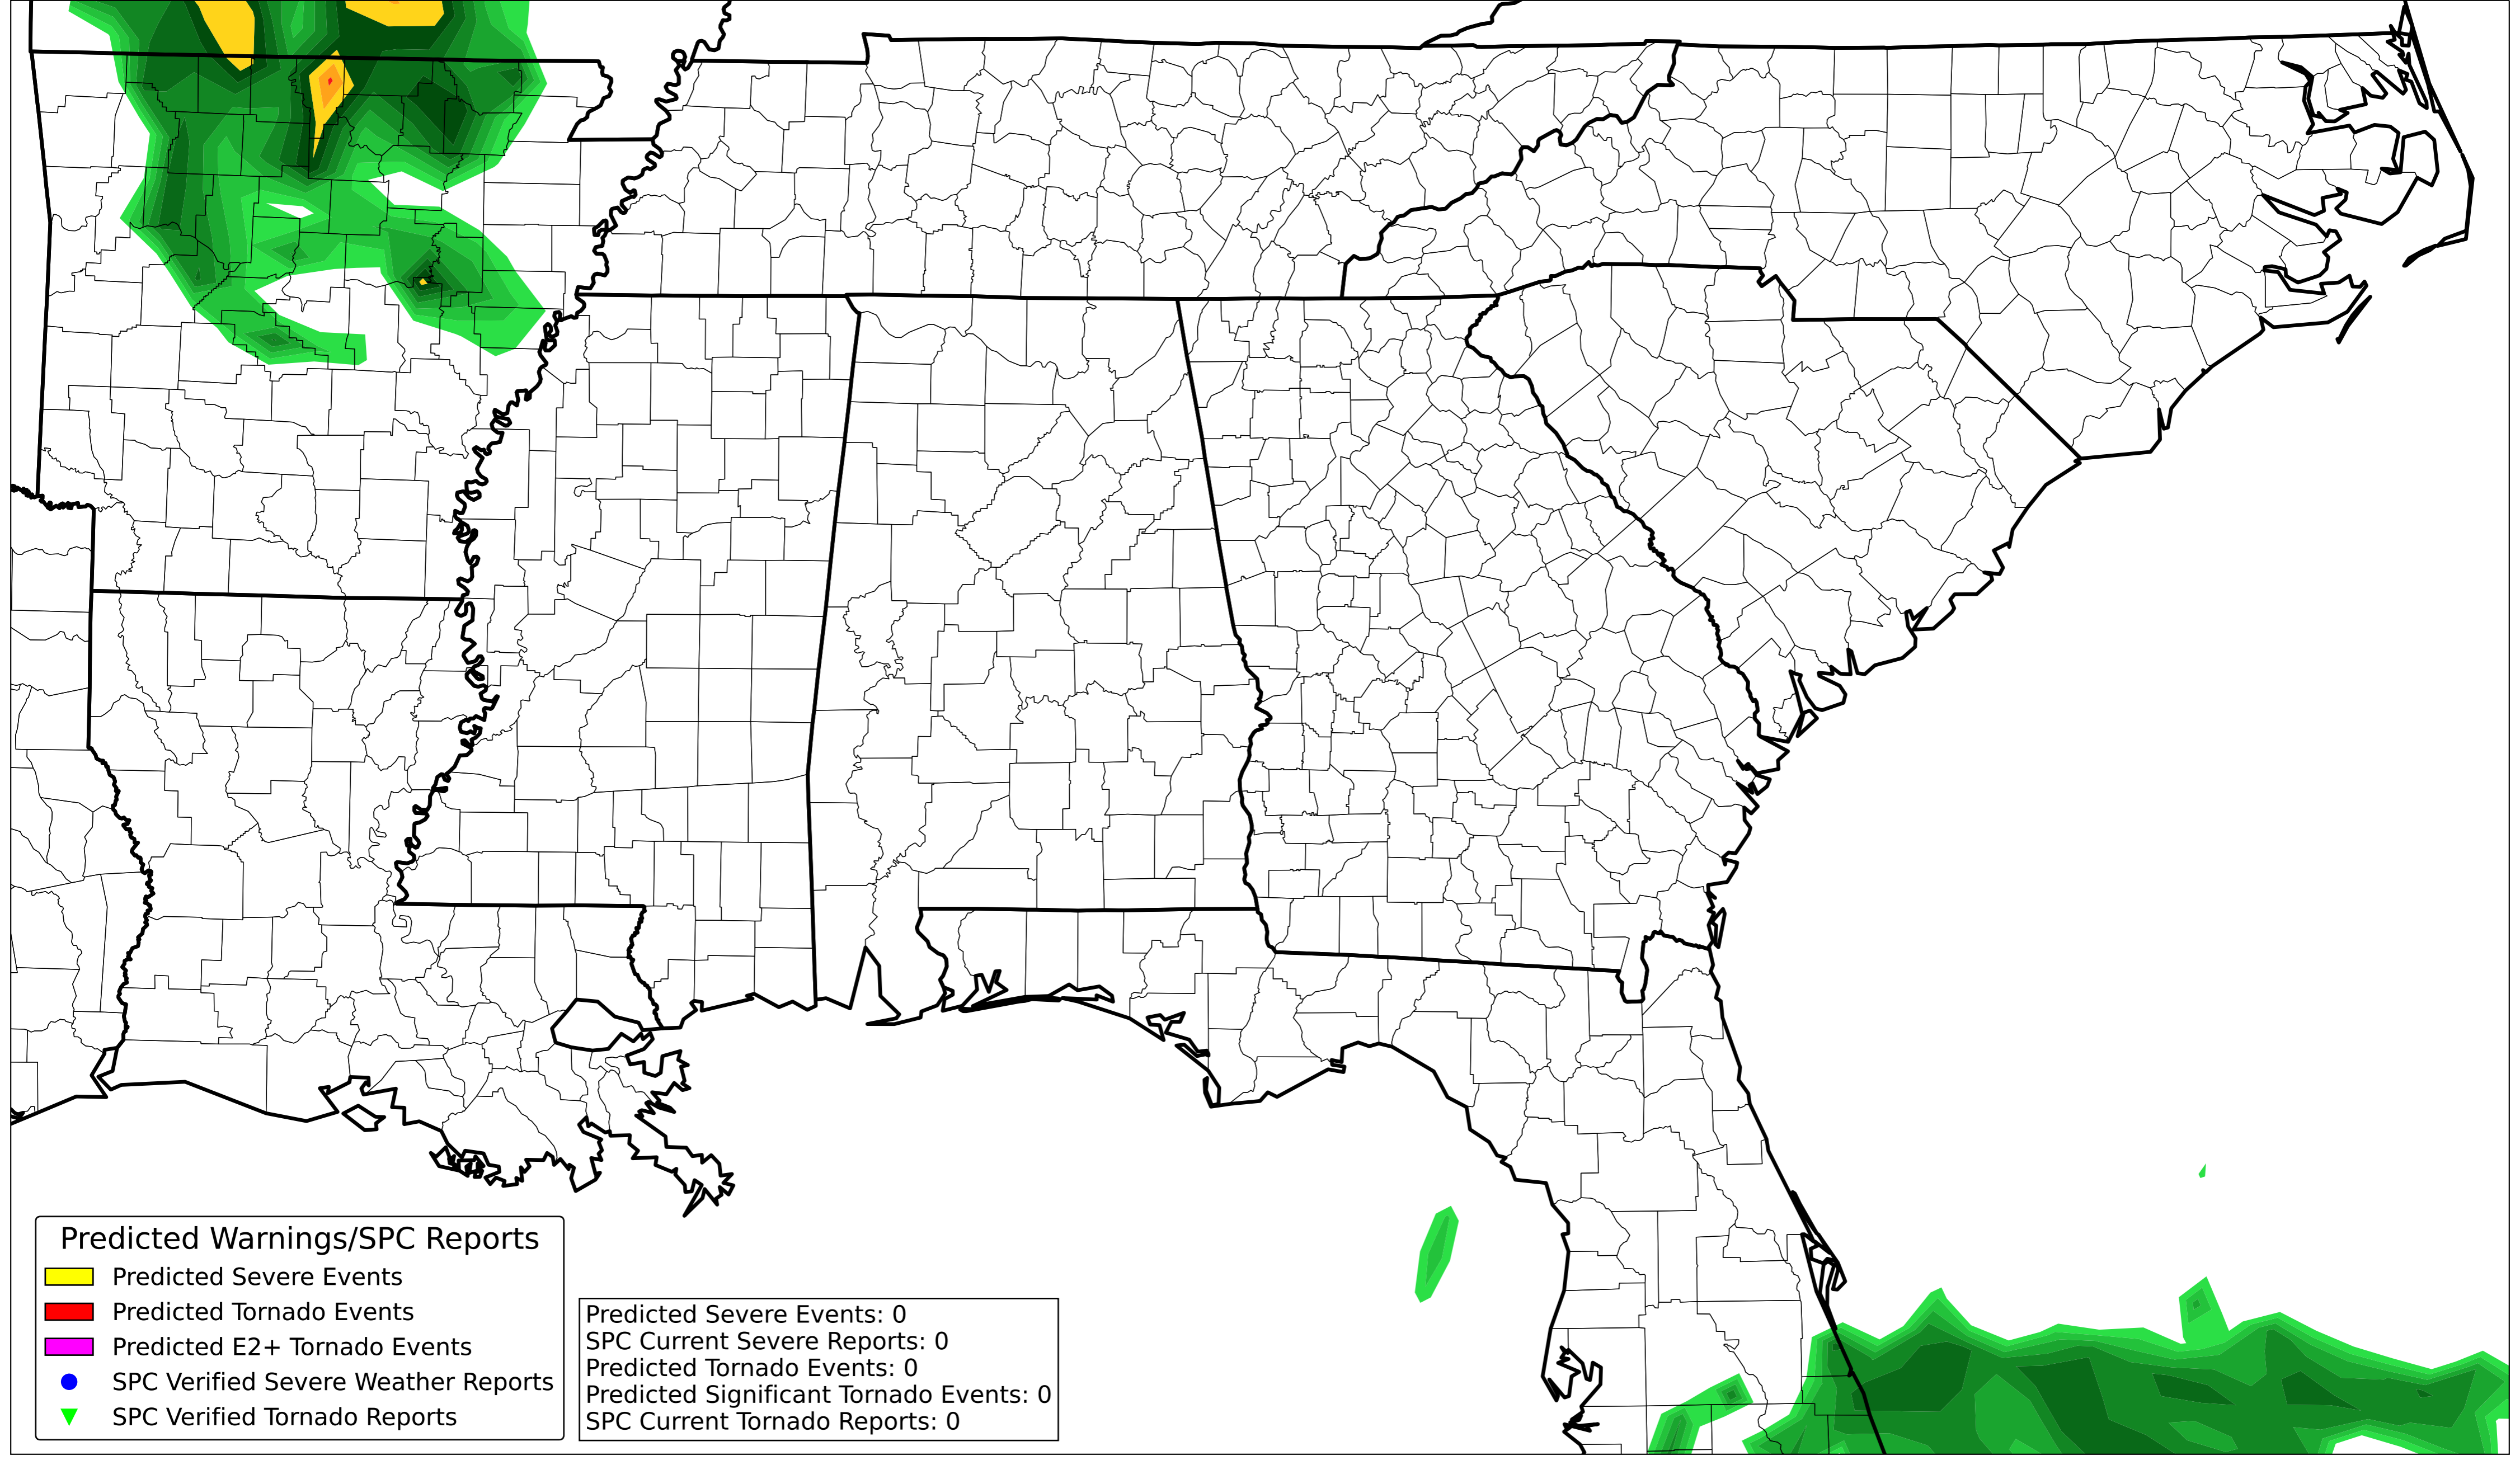 Predicted Warnings/SPC Reports
Predicted Severe Events
Predicted Tornado Events
Predicted E2+ Tornado Events
SPC Verified Severe Weather Reports
SPC Verified Tornado Reports
Predicted Severe Events: 0
SPC Current Severe Reports: 0
Predicted Tornado Events: 0
Predicted Significant Tornado Events: 0
SPC Current Tornado Reports: 0